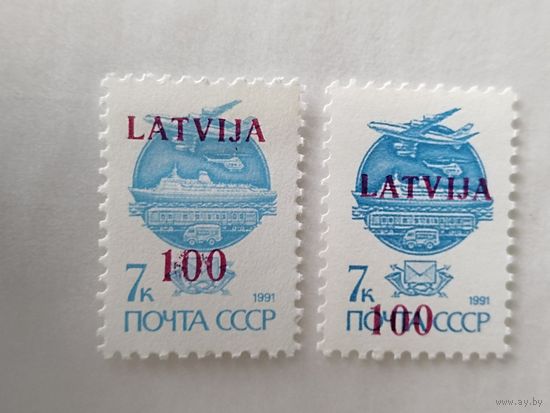 LATVIJA
100
7к 1991
ПОЧТА СССР
LATVIJA
7к 1991
ПОЧТА СССР
100
www.ay.by